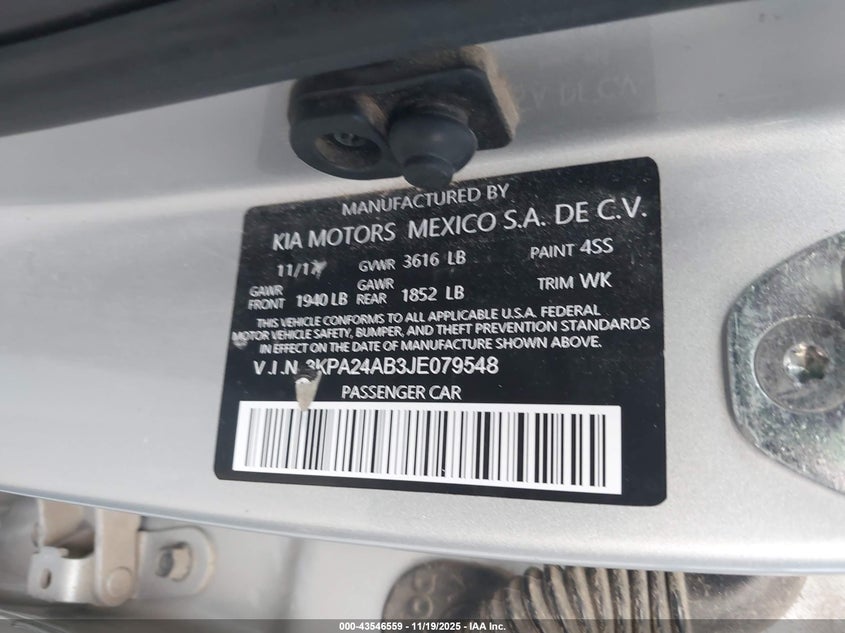 MANUFACTURED BY
KIA MOTORS MEXICO S.A. DE C.V.
11/17 GVWR 3616 LB PAINT 4SS
GAWR FRONT 1940 LB GAWR REAR 1852 LB TRIM WK
THIS VEHICLE CONFORMS TO ALL APPLICABLE U.S.A. FEDERAL
MOTOR VEHICLE SAFETY, BUMPER, AND THEFT PREVENTION STANDARDS
IN EFFECT ON THE DATE OF MANUFACTURE SHOWN ABOVE.
V.I.N 3KPA24AB3JE079548
PASSENGER CAR
000-43546559 — 11/19/2025 — IAA Inc.